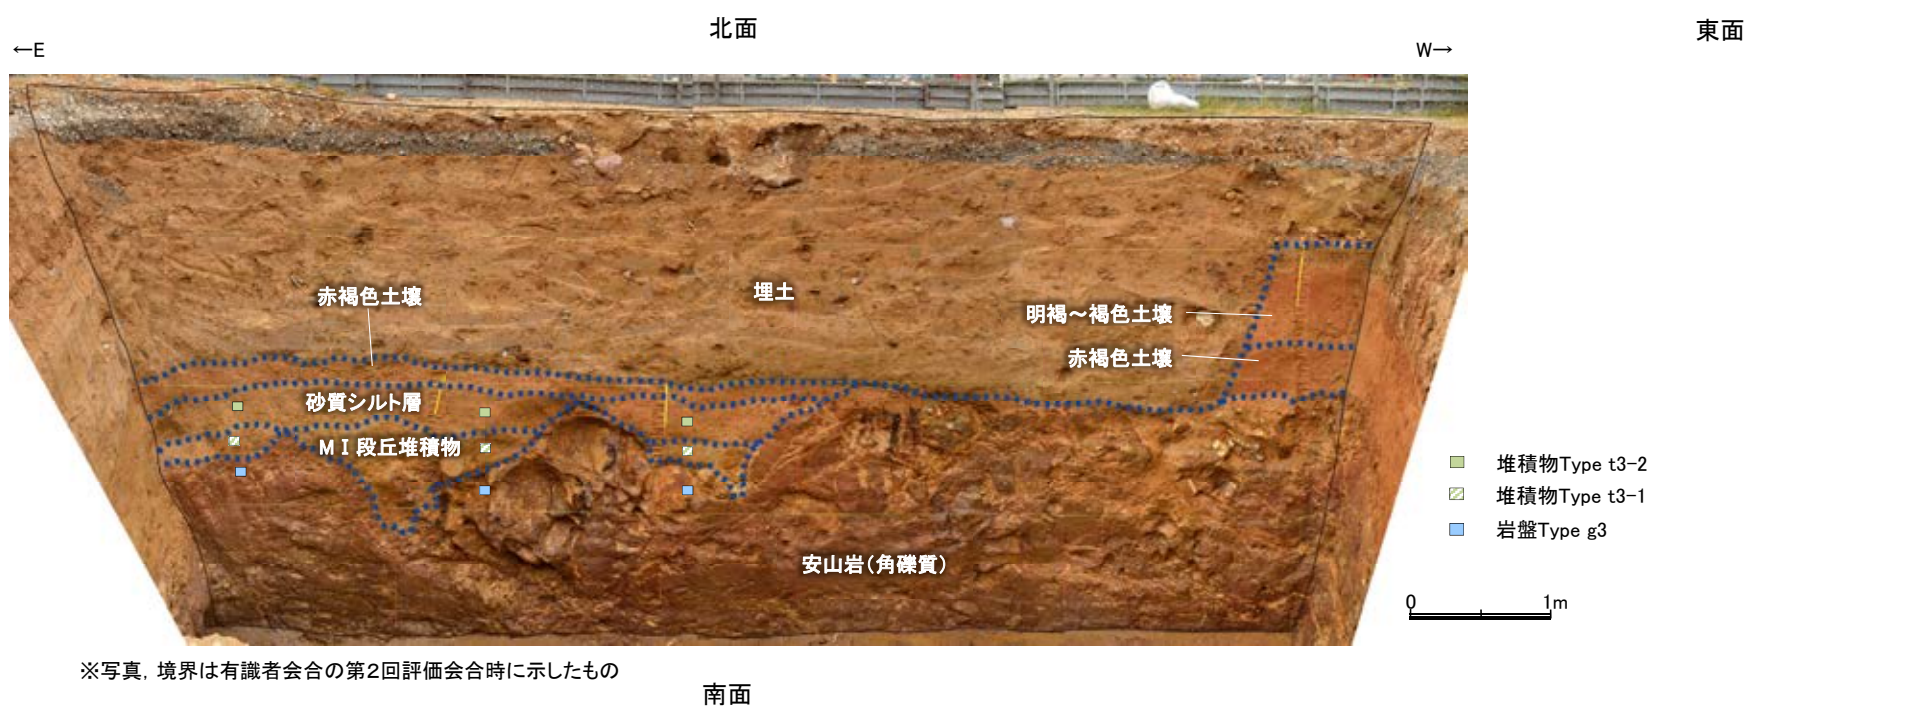 北面
東面
←E
W→
赤褐色土壌
埋土
明褐～褐色土壌
赤褐色土壌
砂質シルト層
MⅠ段丘堆積物
安山岩（角礫質）
堆積物Type t3-2
堆積物Type t3-1
岩盤Type g3
0 1m
※写真，境界は有識者会合の第2回評価会合時に示したもの
南面